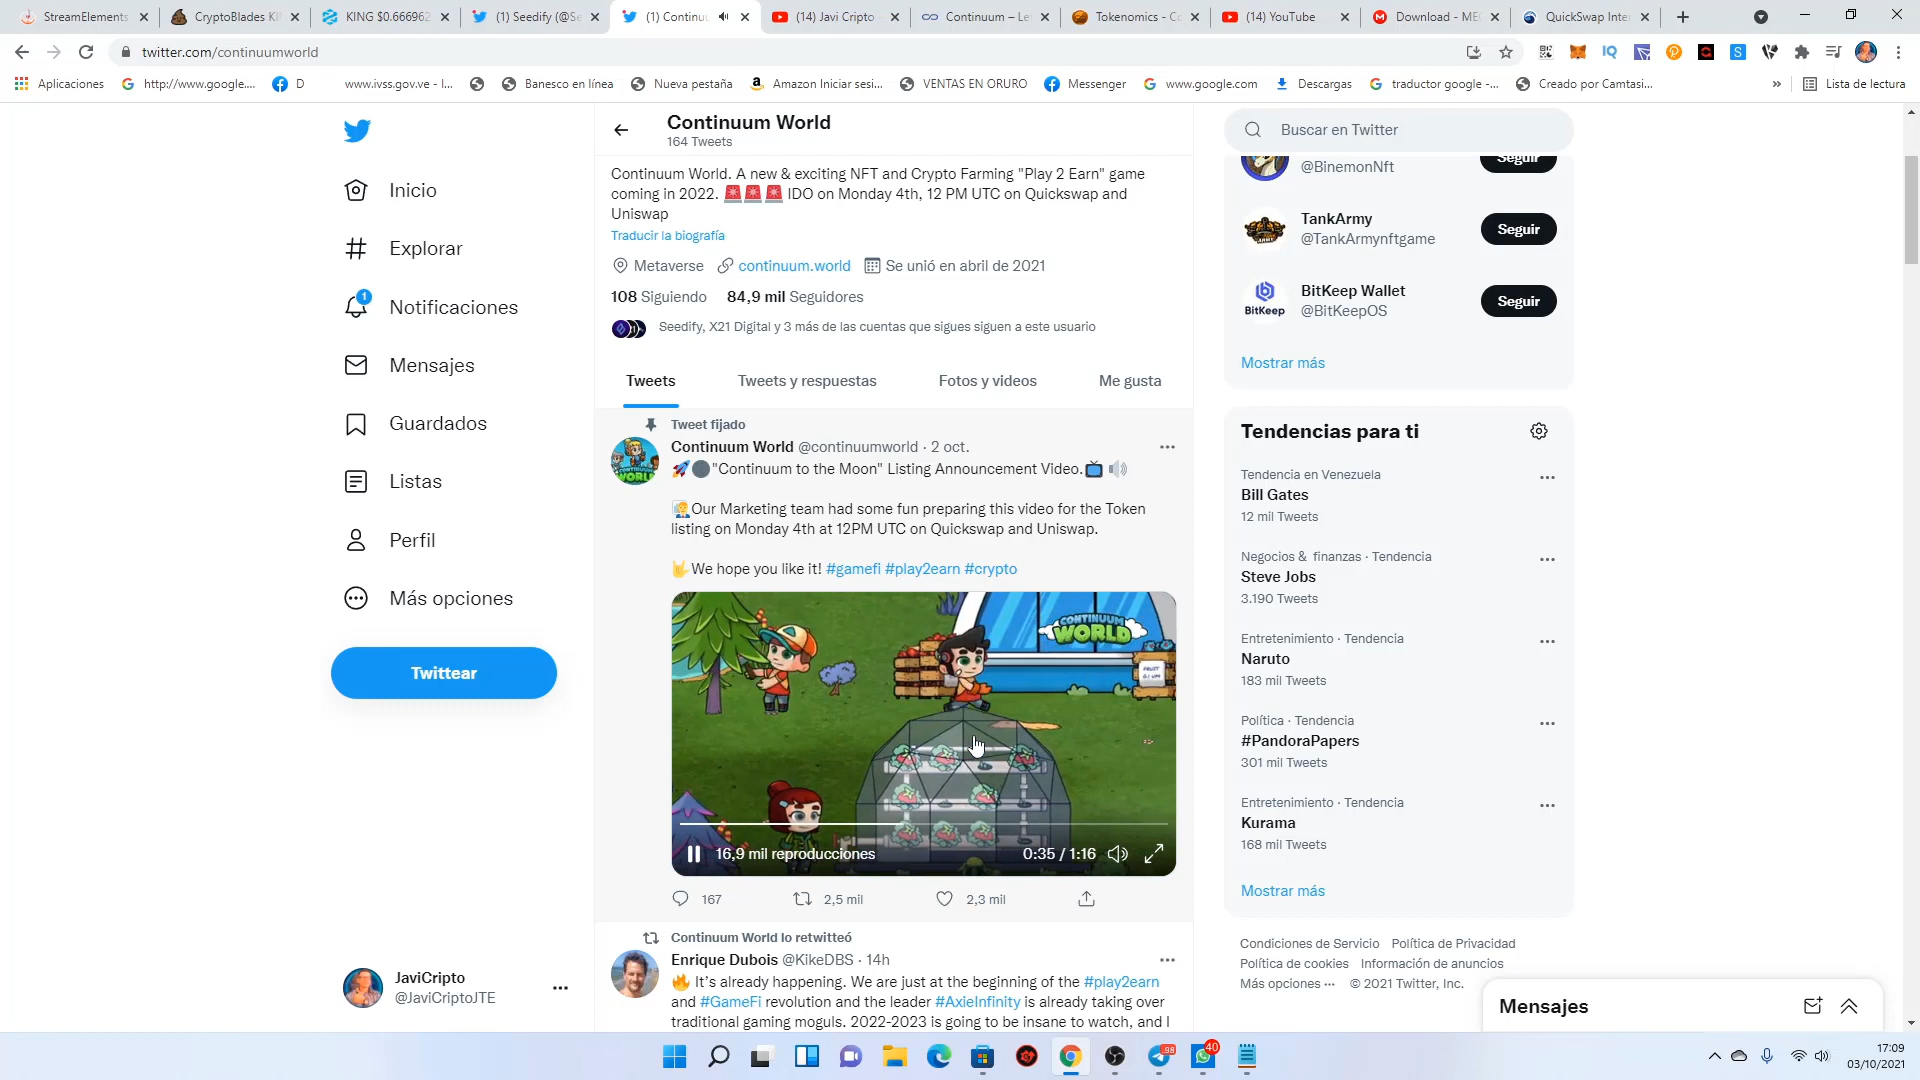 StreamElements
CryptoBlades KI
KING $0.666962
(1) Seedify (@Se
(1) Continuu
(14) Javi Cripto
Continuum – Le
Tokenomics - Co
(14) YouTube
Download - ME
QuickSwap Inte
twitter.com/continuumworld
Aplicaciones
http://www.google....
D
www.ivss.gov.ve - I...
Banesco en línea
Nueva pestaña
Amazon Iniciar sesi...
VENTAS EN ORURO
Messenger
www.google.com
Descargas
traductor google -...
Creado por Camtasi...
»
Lista de lectura
Inicio
Explorar
1
Notificaciones
Mensajes
Guardados
Listas
Perfil
Más opciones
Twittear
JaviCripto
@JaviCriptoJTE
Continuum World
164 Tweets
Continuum World. A new & exciting NFT and Crypto Farming "Play 2 Earn" game
coming in 2022. 🚨🚨🚨 IDO on Monday 4th, 12 PM UTC on Quickswap and
Uniswap
Traducir la biografía
Metaverse continuum.world Se unió en abril de 2021
108 Siguiendo 84,9 mil Seguidores
Seedify, X21 Digital y 3 más de las cuentas que sigues siguen a este usuario
Tweets
Tweets y respuestas
Fotos y videos
Me gusta
Tweet fijado
Continuum World @continuumworld · 2 oct.
🚀🌑"Continuum to the Moon" Listing Announcement Video.📺 🔊
Our Marketing team had some fun preparing this video for the Token
listing on Monday 4th at 12PM UTC on Quickswap and Uniswap.
🤟We hope you like it! #gamefi #play2earn #crypto
CONTINUUM
WORLD
FRUIT
16,9 mil reproducciones
0:35 / 1:16
167
2,5 mil
2,3 mil
Continuum World lo retwitteó
Enrique Dubois @KikeDBS · 14h
🔥 It's already happening. We are just at the beginning of the #play2earn
and #GameFi revolution and the leader #AxieInfinity is already taking over
traditional gaming moguls. 2022-2023 is going to be insane to watch, and I
Buscar en Twitter
@BinemonNft
Seguir
TankArmy
@TankArmynftgame
Seguir
BitKeep
BitKeep Wallet
@BitKeepOS
Seguir
Mostrar más
Tendencias para ti
Tendencia en Venezuela
Bill Gates
12 mil Tweets
Negocios & finanzas · Tendencia
Steve Jobs
3.190 Tweets
Entretenimiento · Tendencia
Naruto
183 mil Tweets
Política · Tendencia
#PandoraPapers
301 mil Tweets
Entretenimiento · Tendencia
Kurama
168 mil Tweets
Mostrar más
Condiciones de Servicio Política de Privacidad
Política de cookies Información de anuncios
Más opciones ··· © 2021 Twitter, Inc.
Mensajes
98
40
17:09
03/10/2021